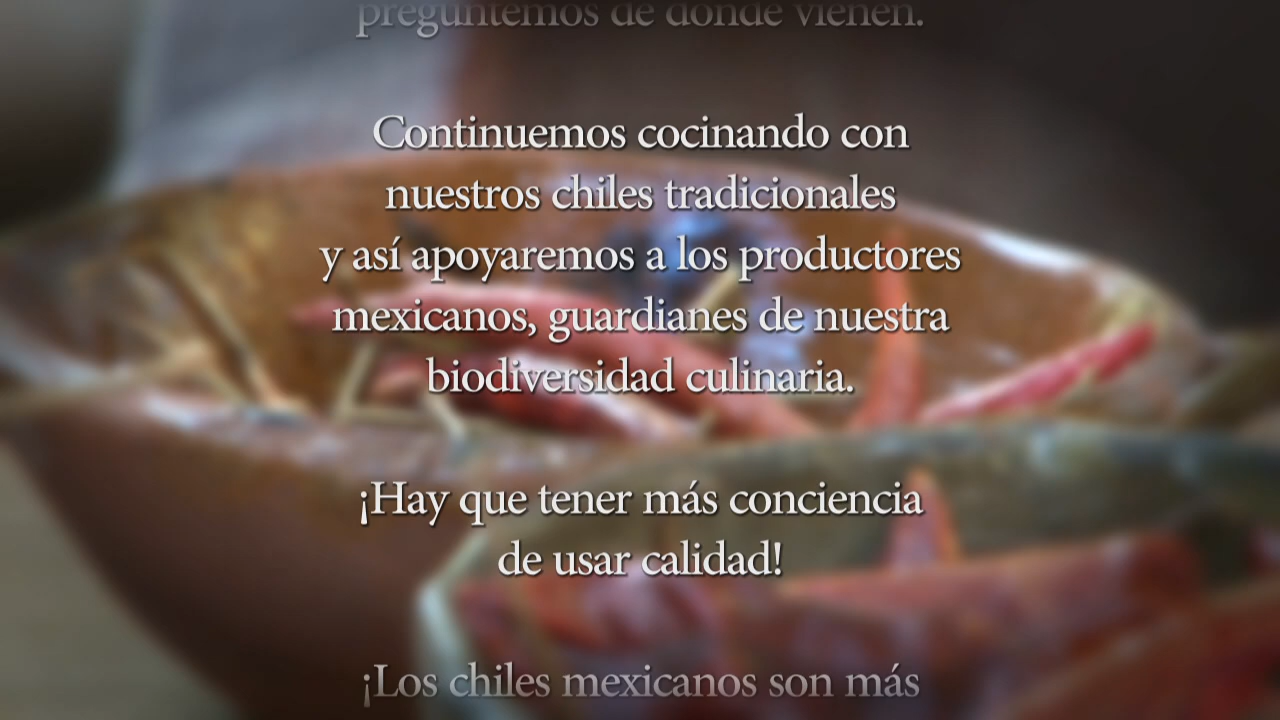 preguntemos de dónde vienen.
Continuemos cocinando con
nuestros chiles tradicionales
y así apoyaremos a los productores
mexicanos, guardianes de nuestra
biodiversidad culinaria.
¡Hay que tener más conciencia
de usar calidad!
¡Los chiles mexicanos son más